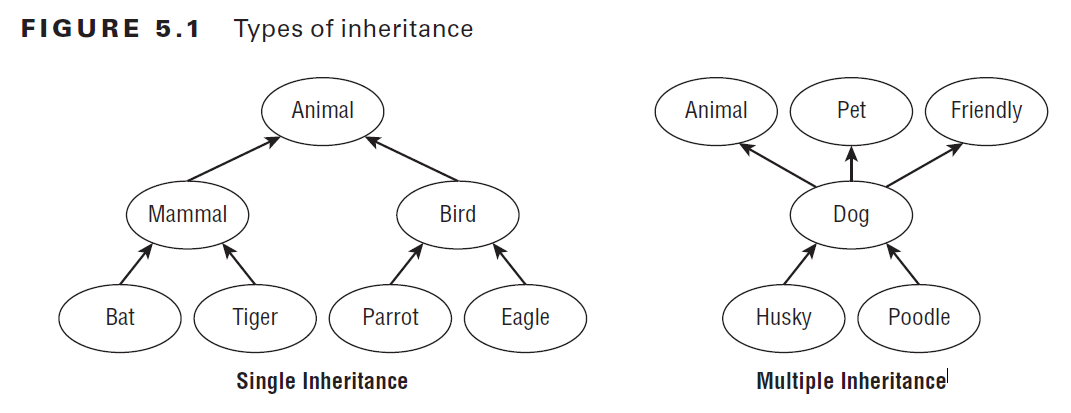 FIGURE 5.1 Types of inheritance
Animal
Mammal Bird
Bat Tiger Parrot Eagle
Single Inheritance
Animal Pet Friendly
Dog
Husky Poodle
Multiple Inheritance